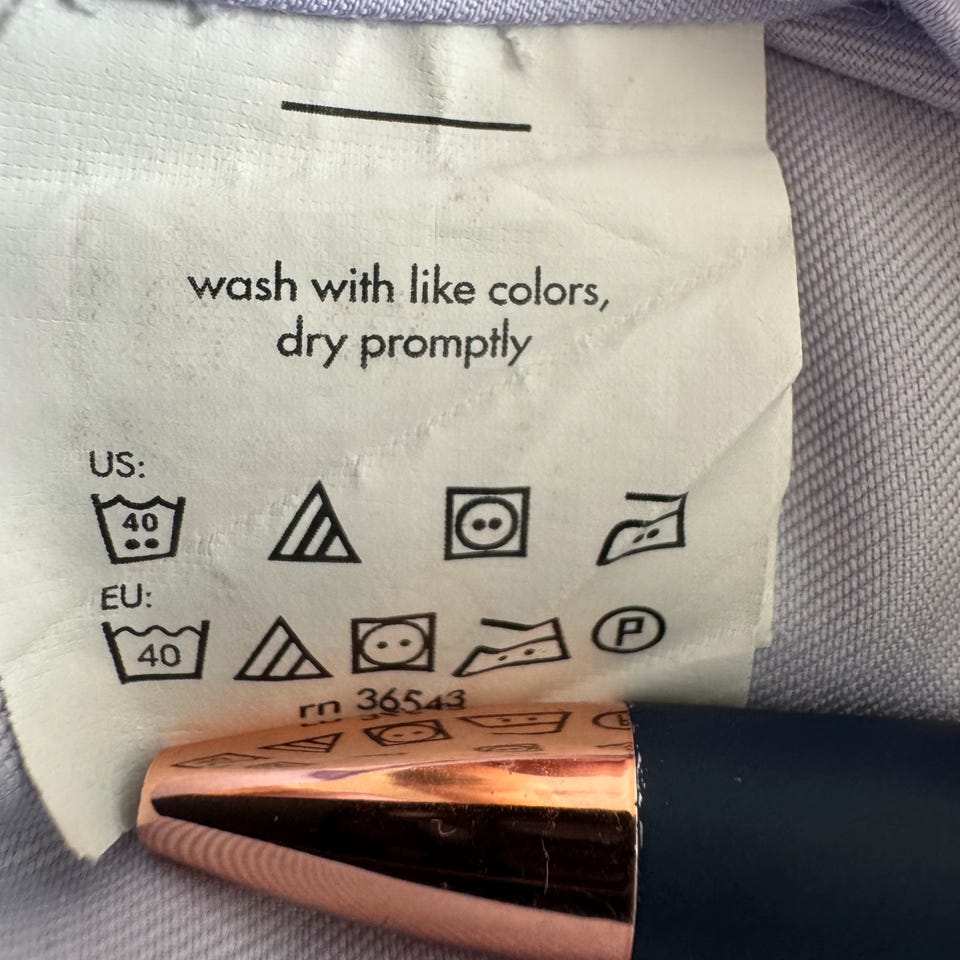 wash with like colors,
dry promptly
US:
40
EU:
40 P
rn 36543